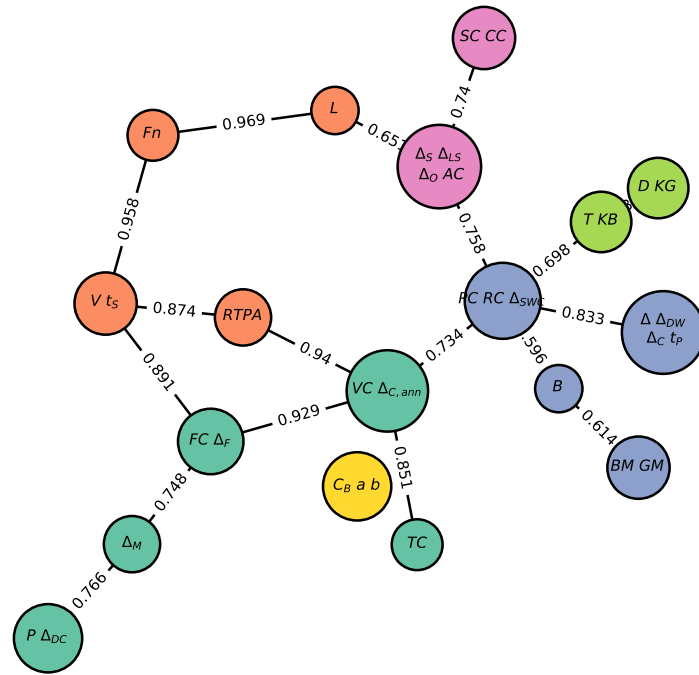 SC CC
0.74
L
0.969
Fn
0.65
Δ_S Δ_LS
Δ_O AC
D KG
T KB
0.958
0.758
0.698
V t_S
0.874
RTPA
PC RC Δ_SWC
0.833
Δ Δ_DW
Δ_C t_P
0.94
0.734
.596
0.891
VC Δ_C,ann
B
0.929
0.614
FC Δ_F
0.851
BM GM
0.748
C_B a b
Δ_M
TC
0.766
P Δ_DC